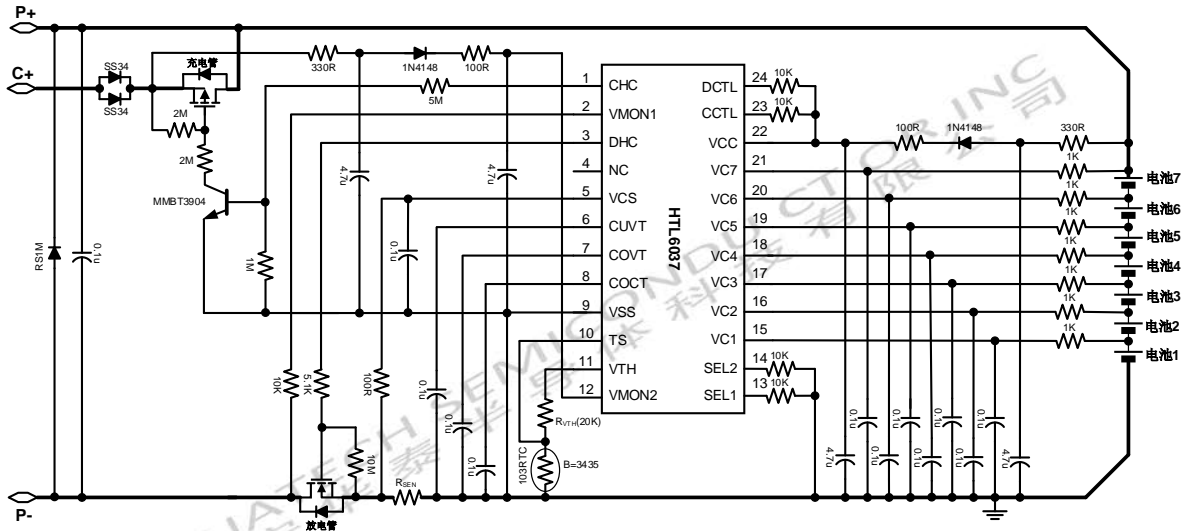 P+
C+
SS34
SS34
充电管
2M
2M
MMBT3904
RS1M
0.1u
1M
330R
1N4148
100R
5M
4.7u
4.7u
0.1u
10K
5.1K
100R
0.1u
0.1u
0.1u
10M
RSEN
放电管
P-
RVTH(20K)
103RTC
B=3435
HTL6037
1 CHC
2 VMON1
3 DHC
4 NC
5 VCS
6 CUVT
7 COVT
8 COCT
9 VSS
10 TS
11 VTH
12 VMON2
DCTL 24 10K
CCTL 23 10K
VCC 22 100R 1N4148 330R
VC7 21 1K
VC6 20 1K
VC5 19 1K
VC4 18 1K
VC3 17 1K
VC2 16 1K
VC1 15 1K
SEL2 14 10K
SEL1 13 10K
电池7
电池6
电池5
电池4
电池3
电池2
电池1
4.7u
0.1u
0.1u
0.1u
0.1u
0.1u
0.1u
0.1u
4.7u